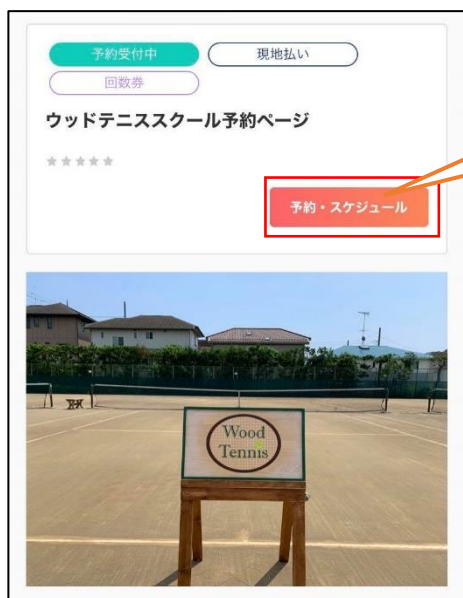 予約受付中
現地払い
回数券
ウッドテニススクール予約ページ
予約・スケジュール
Wood
Tennis